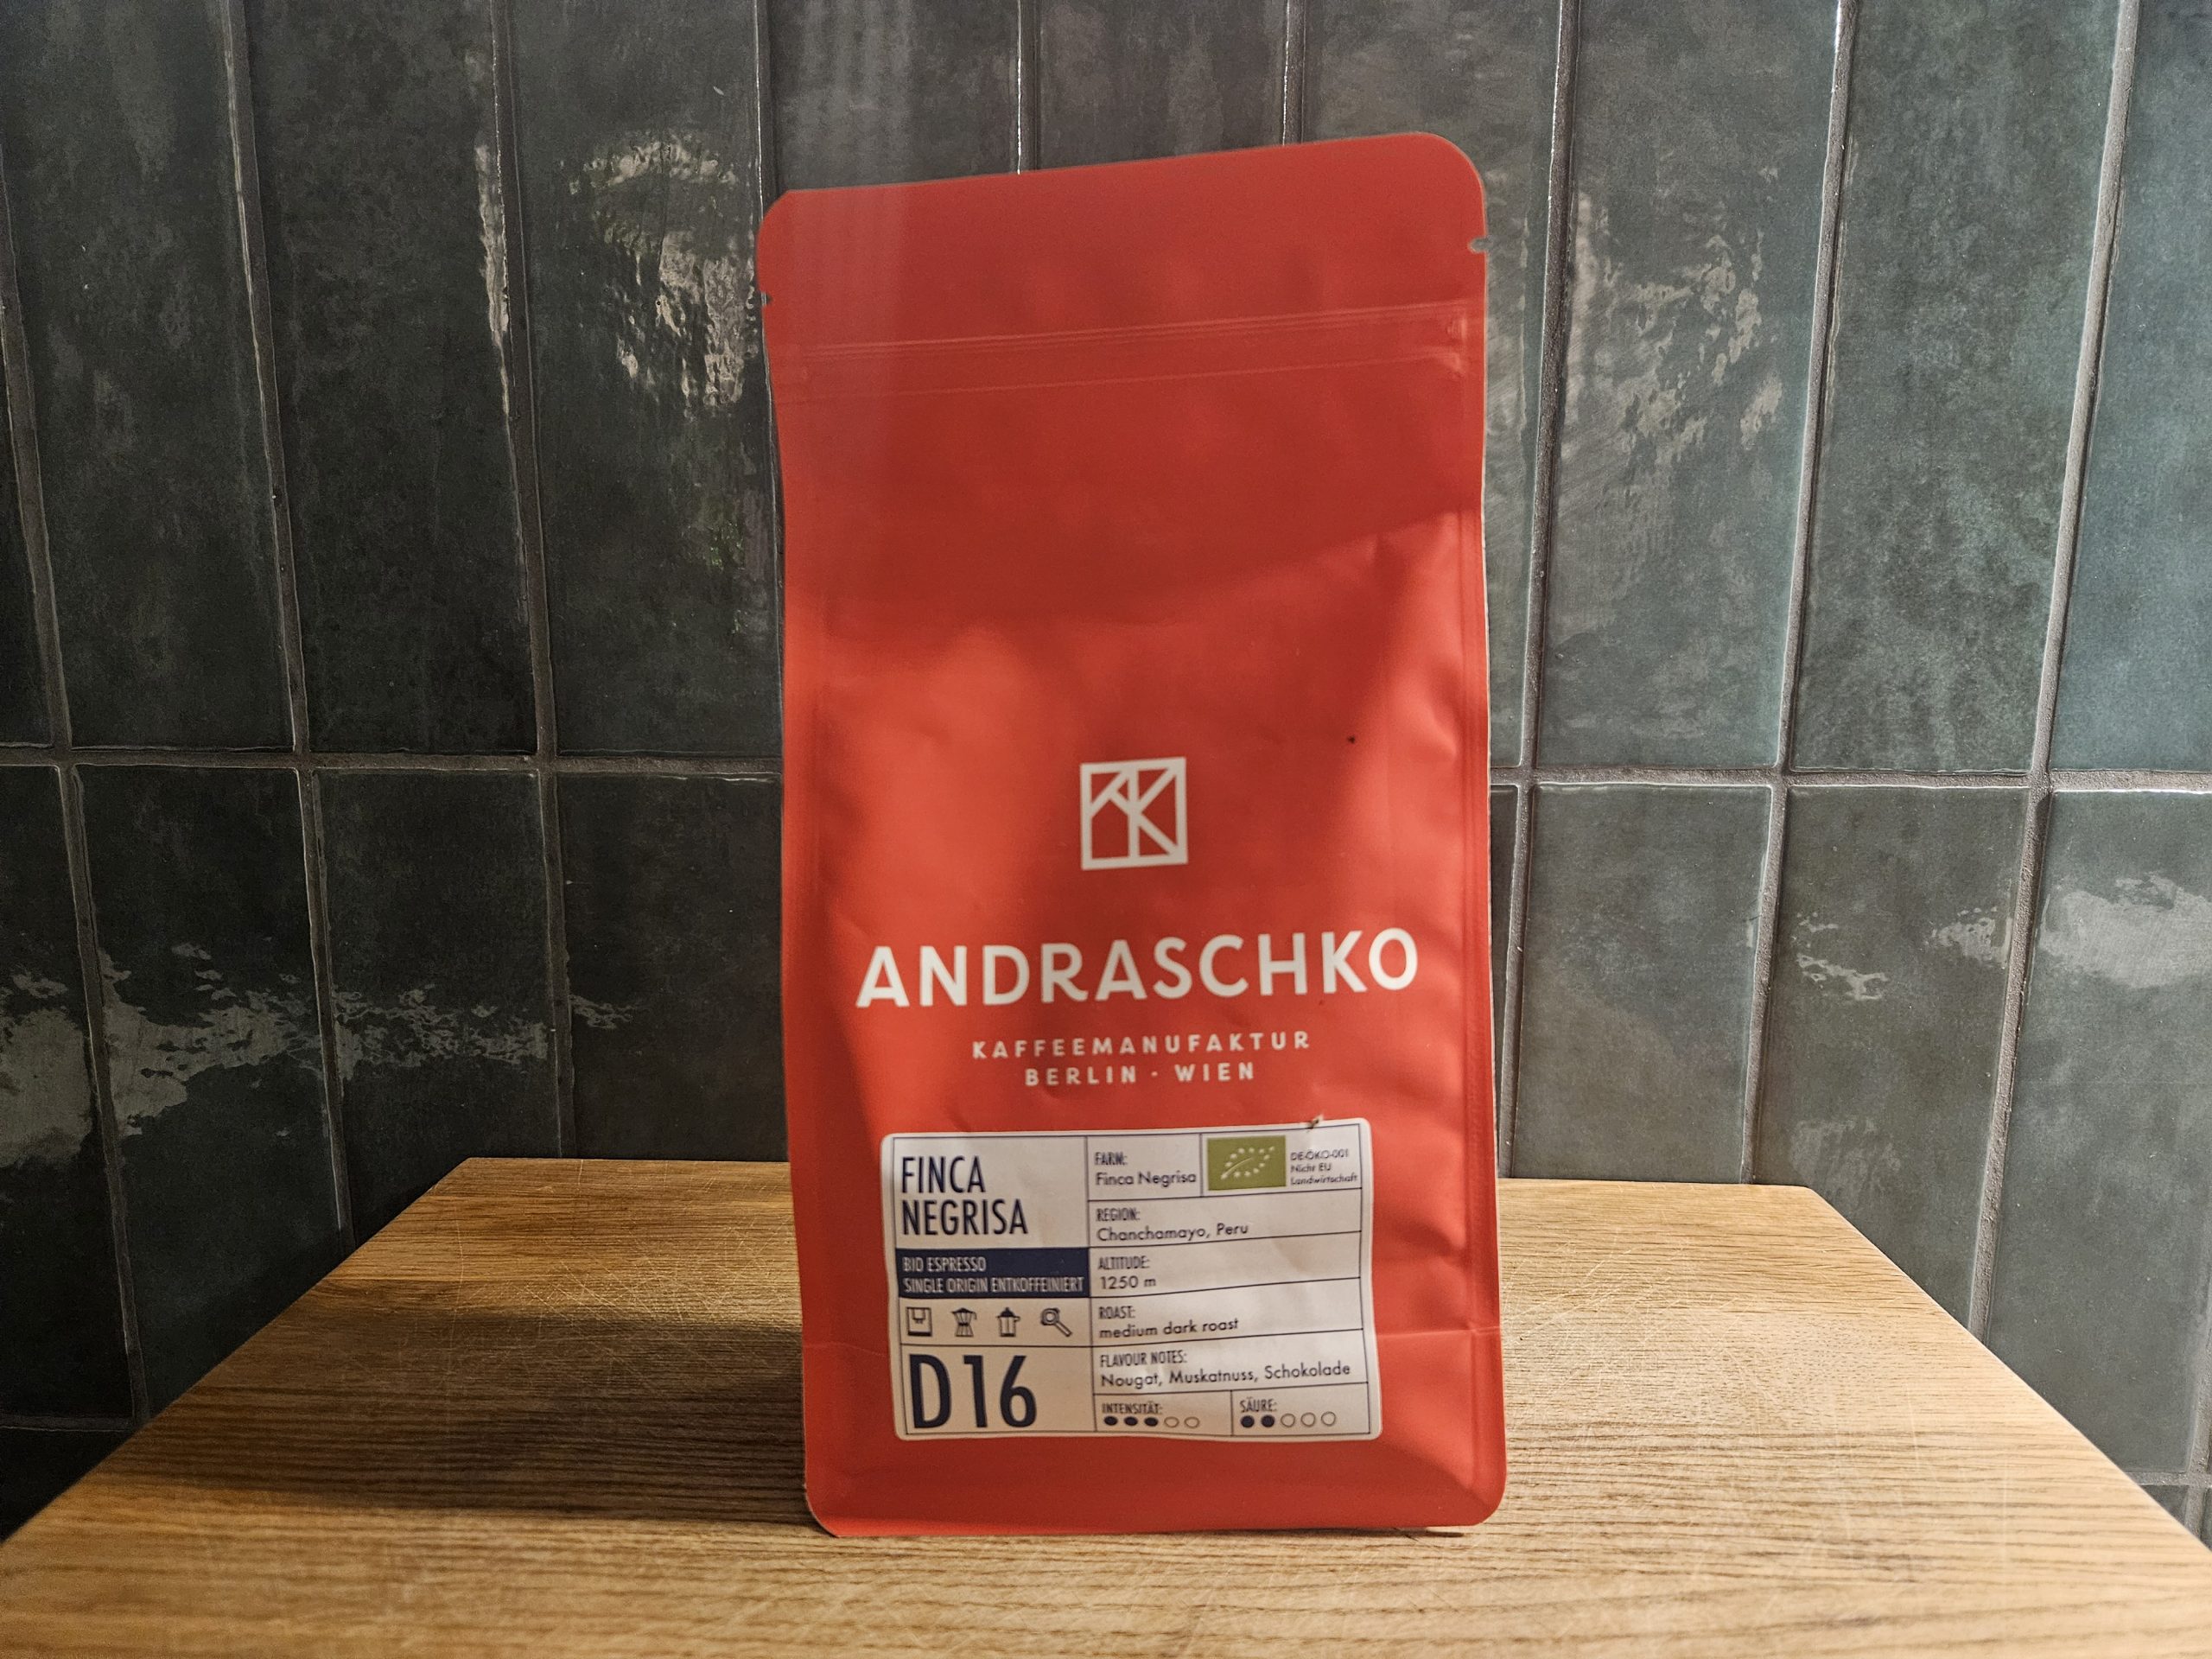 ANDRASCHKO
KAFFEEMANUFAKTUR
BERLIN · WIEN
FINCA
NEGRISA
BIO ESPRESSO
SINGLE ORIGIN ENTKOFFEINIERT
D16
FARM:
Finca Negrisa
DE-ÖKO-001
Nicht EU
Landwirtschaft
REGION:
Chanchamayo, Peru
ALTITUDE:
1250 m
ROAST:
medium dark roast
FLAVOUR NOTES:
Nougat, Muskatnuss, Schokolade
INTENSITÄT:
SÄURE: